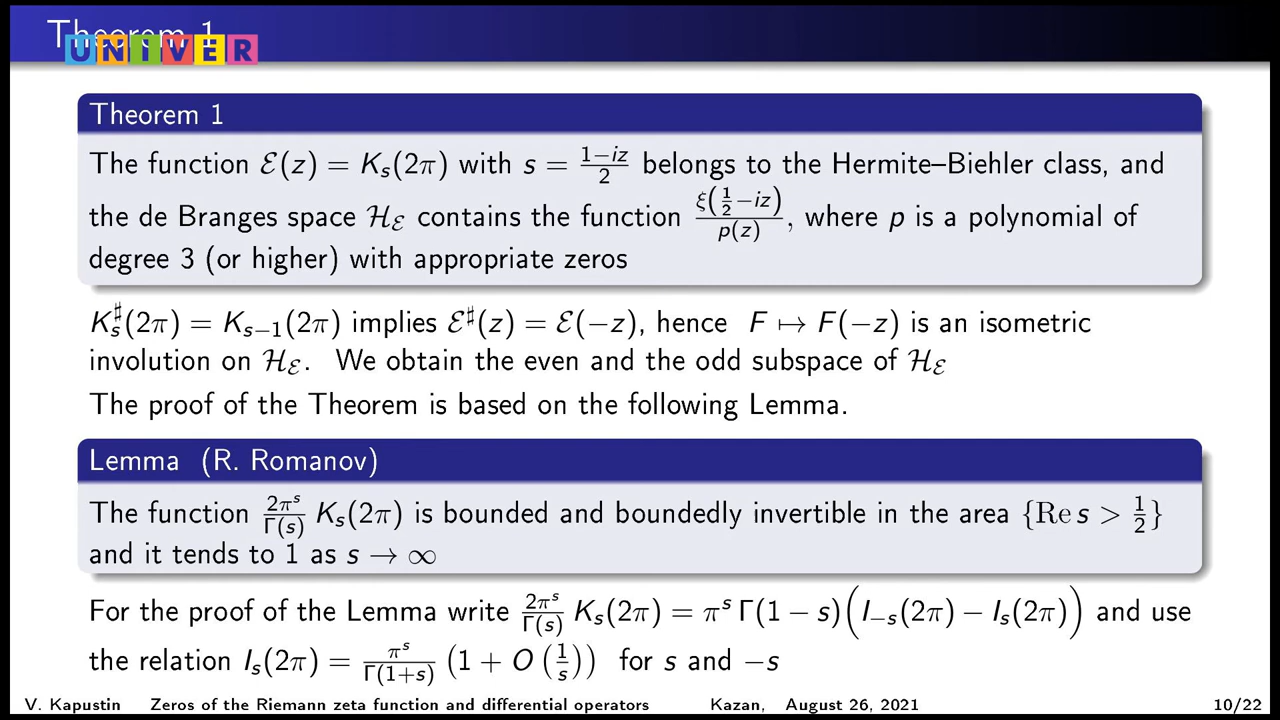 Theorem 1
UNIVER
Theorem 1
The function ℰ(z) = K_s(2π) with s = (1−iz)/2 belongs to the Hermite–Biehler class, and
the de Branges space ℋ_ℰ contains the function ξ(1/2−iz)/p(z), where p is a polynomial of
degree 3 (or higher) with appropriate zeros
K_s^♯(2π) = K_{s−1}(2π) implies ℰ^♯(z) = ℰ(−z), hence F ↦ F(−z) is an isometric
involution on ℋ_ℰ. We obtain the even and the odd subspace of ℋ_ℰ
The proof of the Theorem is based on the following Lemma.
Lemma (R. Romanov)
The function 2π^s/Γ(s) K_s(2π) is bounded and boundedly invertible in the area {Re s > 1/2}
and it tends to 1 as s → ∞
For the proof of the Lemma write 2π^s/Γ(s) K_s(2π) = π^s Γ(1 − s)(I_{−s}(2π) − I_s(2π)) and use
the relation I_s(2π) = π^s/Γ(1+s) (1 + O(1/s)) for s and −s
V. Kapustin Zeros of the Riemann zeta function and differential operators Kazan, August 26, 2021 10/22